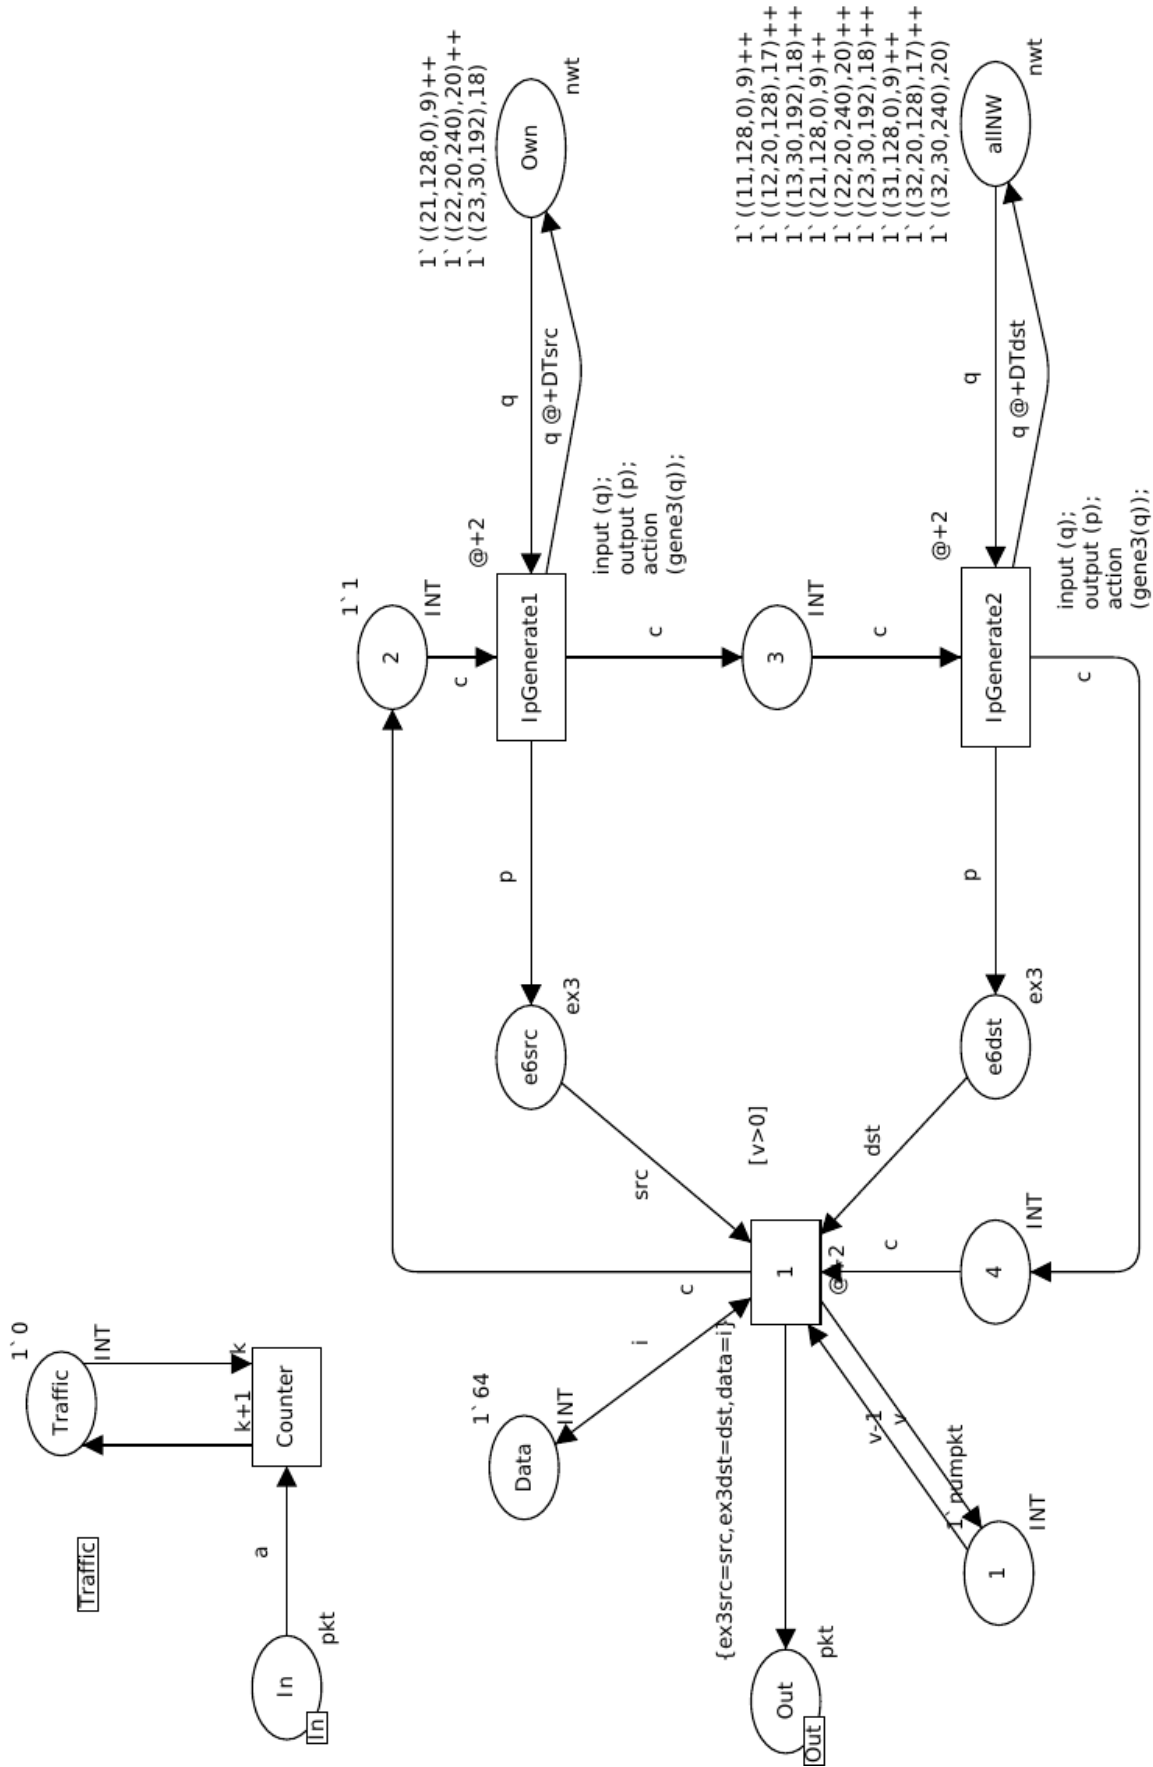 Traffic
In
In
pkt
a
Traffic
1`0
INT
k
k+1
Counter
2
1`1
INT
c
IpGenerate1
@+2
input (q);
output (p);
action
(gene3(q));
q
q @+DTsrc
Own
nwt
1`((21,128,0),9)++
1`((22,20,240),20)++
1`((23,30,192),18)
p
e6src
ex3
src
c
3
INT
c
IpGenerate2
@+2
input (q);
output (p);
action
(gene3(q));
q
q @+DTdst
allNW
nwt
1`((11,128,0),9)++
1`((12,20,128),17)++
1`((13,30,192),18)++
1`((21,128,0),9)++
1`((22,20,240),20)++
1`((23,30,192),18)++
1`((31,128,0),9)++
1`((32,20,128),17)++
1`((32,30,240),20)
p
e6dst
ex3
dst
c
4
INT
c
1
[v>0]
@+2
c
i
Data
1`64
INT
{ex3src=src,ex3dst=dst,data=i}
Out
Out
pkt
v-1
v
1`numpkt
1
INT